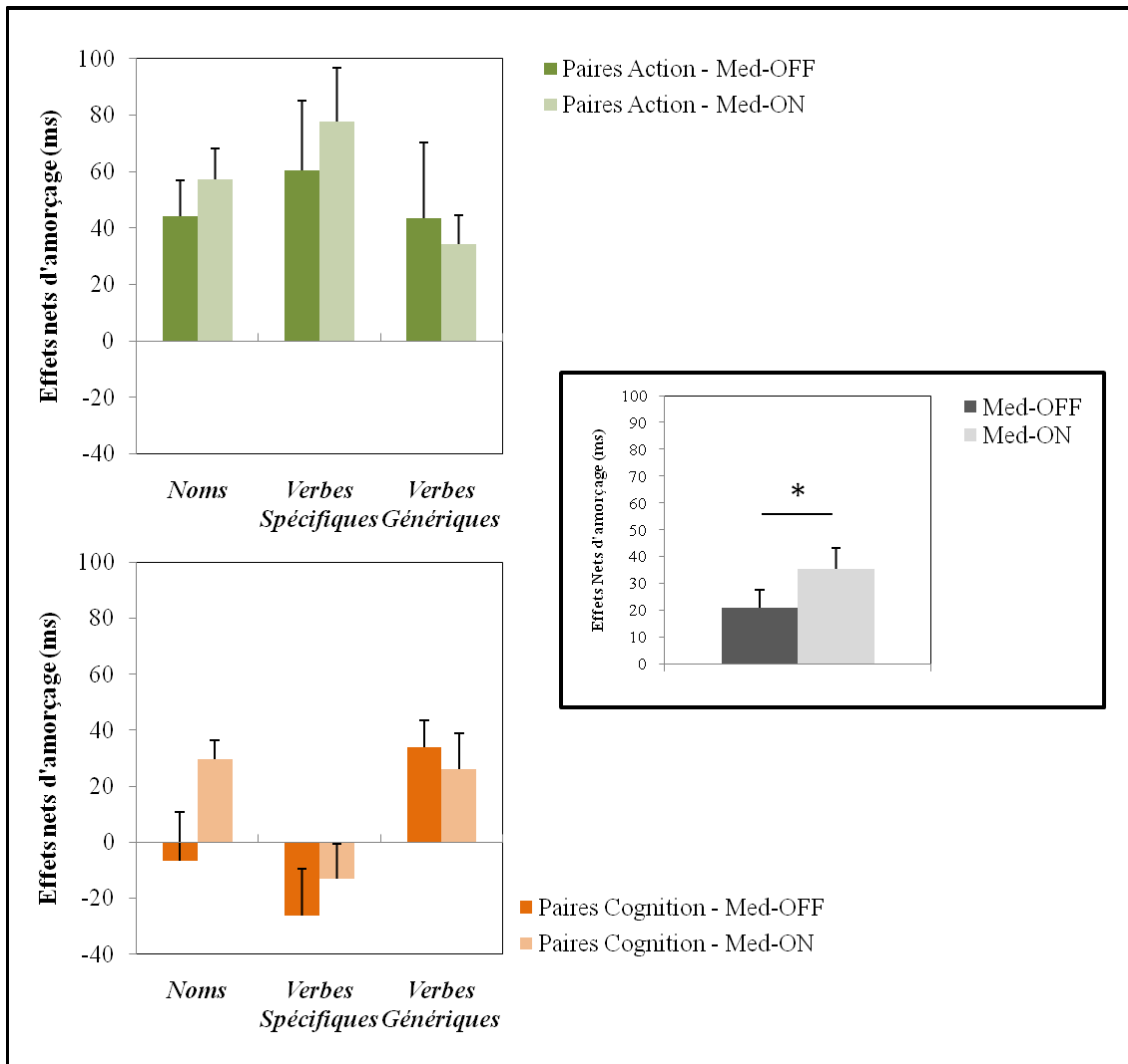 Effets nets d'amorçage (ms)
100
80
60
40
20
0
-20
-40
Noms
Verbes
Spécifiques
Verbes
Génériques
Paires Action - Med-OFF
Paires Action - Med-ON
Effets Nets d'amorçage (ms)
100
90
80
70
60
50
40
30
20
10
0
*
Med-OFF
Med-ON
Effets nets d'amorçage (ms)
100
80
60
40
20
0
-20
-40
Noms
Verbes
Spécifiques
Verbes
Génériques
Paires Cognition - Med-OFF
Paires Cognition - Med-ON